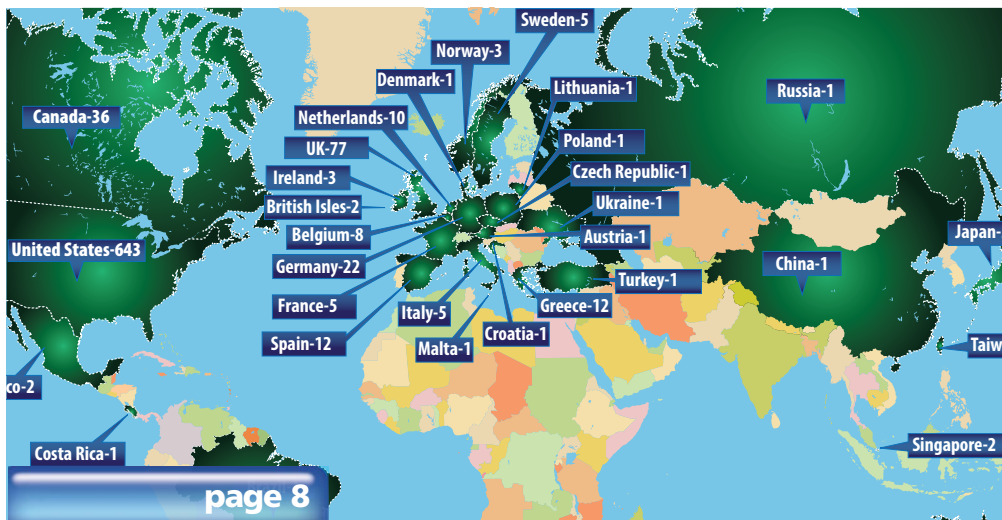 Sweden-5
Norway-3
Denmark-1
Lithuania-1
Russia-1
Canada-36
Netherlands-10
Poland-1
UK-77
Czech Republic-1
Ireland-3
Ukraine-1
British Isles-2
Belgium-8
Austria-1
United States-643
Japan-
Germany-22
China-1
Turkey-1
France-5
Greece-12
Italy-5
Croatia-1
Spain-12
Malta-1
Taiw
co-2
Costa Rica-1
Singapore-2
page 8